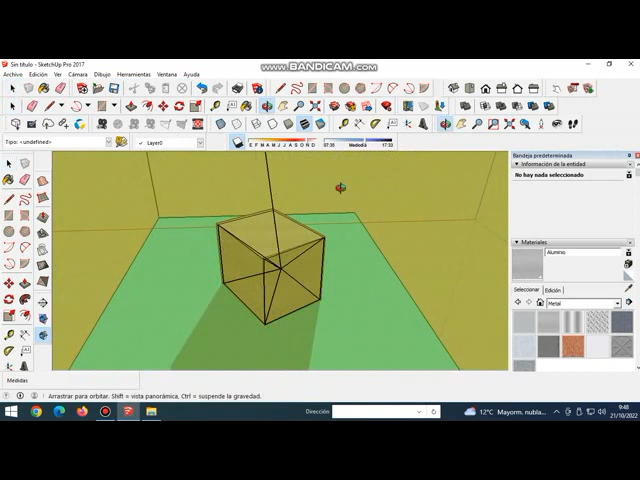 Sin título - SketchUp Pro 2017
WWW.BANDICAM.COM
Archivo Edición Ver Cámara Dibujo Herramientas Ventana Ayuda
Tipo: <undefined>
Layer0
E F M A M J J A S O N D
07:35 Mediodía 17:33
Bandeja predeterminada
Información de la entidad
No hay nada seleccionado
Materiales
Aluminio
Seleccionar Edición
Metal
Medidas
Arrastrar para orbitar. Shift = vista panorámica, Ctrl = suspende la gravedad.
Dirección
12°C Mayorm. nubla...
9:48
21/10/2022